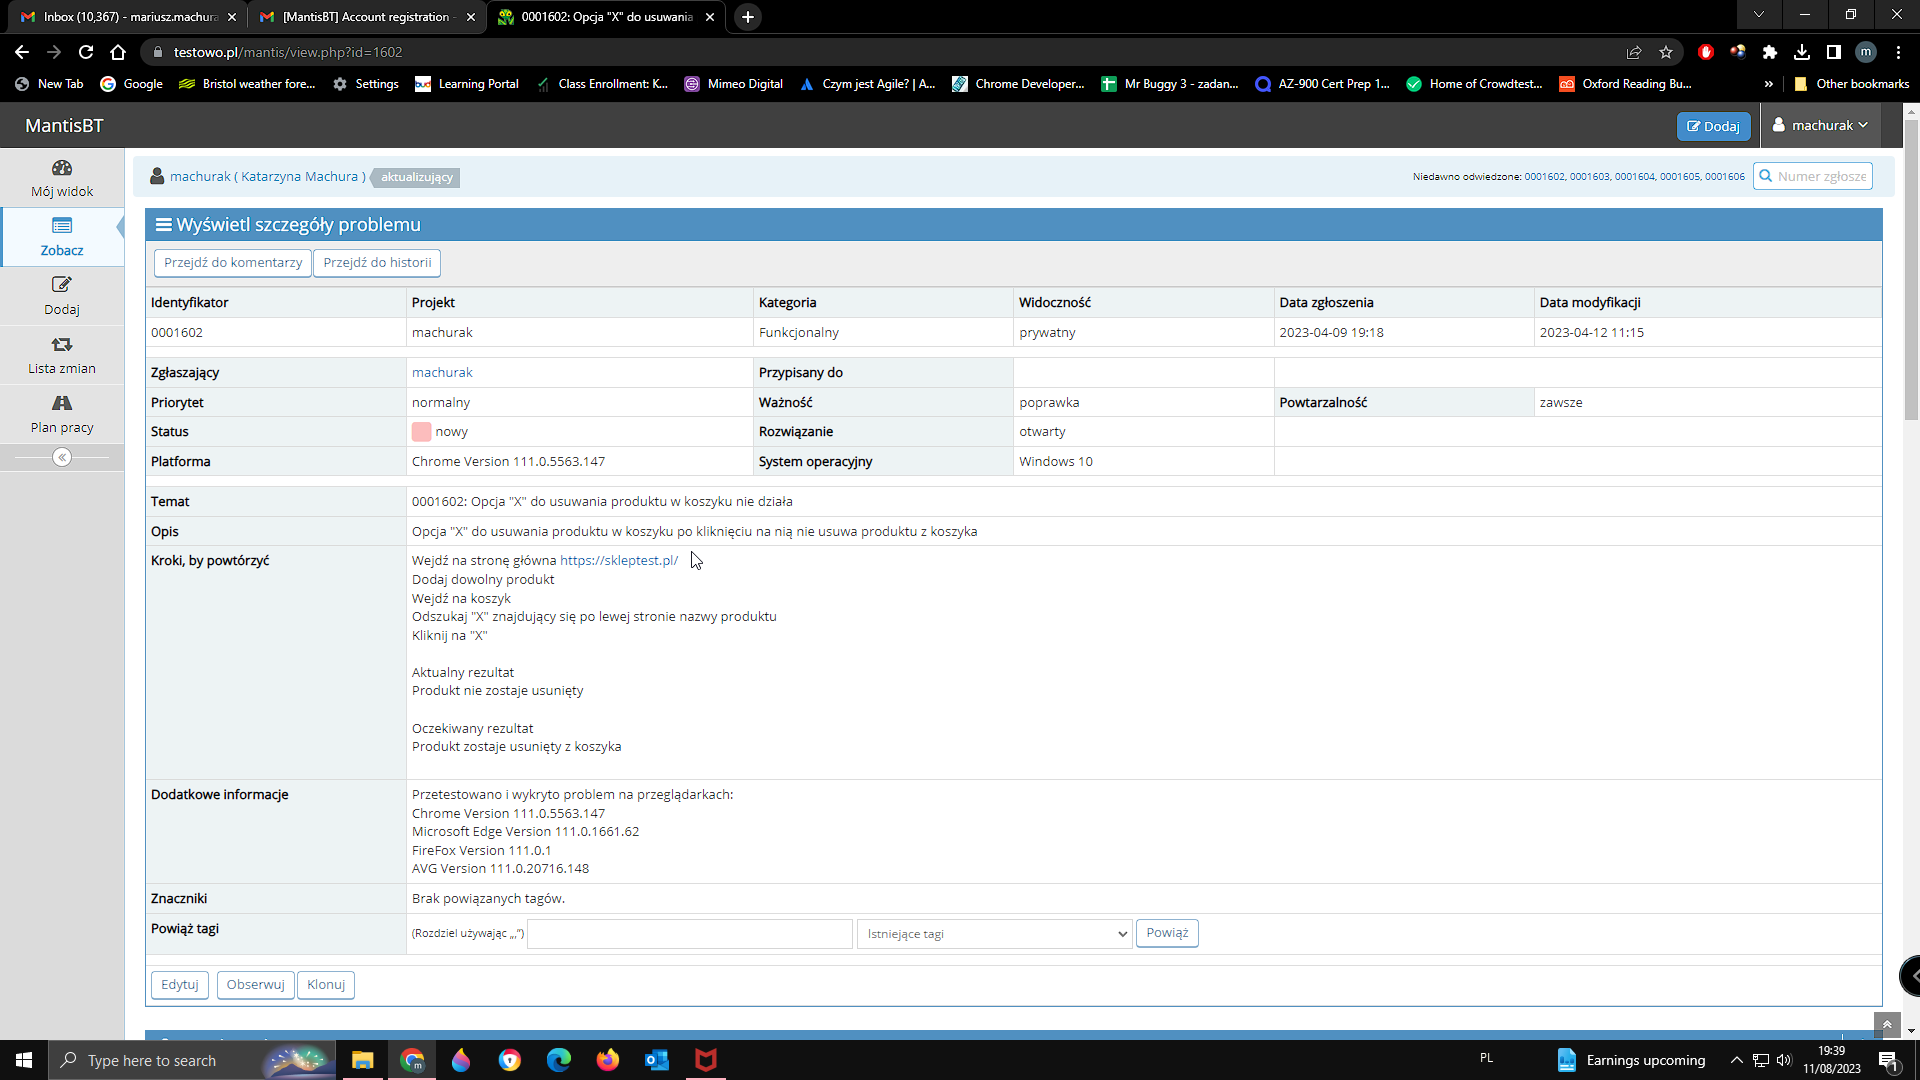 Inbox (10,367) - mariusz.machura
[MantisBT] Account registration -
0001602: Opcja "X" do usuwania
testowo.pl/mantis/view.php?id=1602
m
New Tab
Google
Bristol weather fore...
Settings
Learning Portal
Class Enrollment: K...
Mimeo Digital
Czym jest Agile? | A...
Chrome Developer...
Mr Buggy 3 - zadan...
AZ-900 Cert Prep 1...
Home of Crowdtest...
Oxford Reading Bu...
»
Other bookmarks
MantisBT
Dodaj
machurak
Mój widok
Zobacz
Dodaj
Lista zmian
Plan pracy
machurak ( Katarzyna Machura ) aktualizujący
Niedawno odwiedzone: 0001602, 0001603, 0001604, 0001605, 0001606
Numer zgłosze
Wyświetl szczegóły problemu
Przejdź do komentarzy
Przejdź do historii
Identyfikator Projekt Kategoria Widoczność Data zgłoszenia Data modyfikacji
0001602 machurak Funkcjonalny prywatny 2023-04-09 19:18 2023-04-12 11:15
Zgłaszający machurak Przypisany do
Priorytet normalny Ważność poprawka Powtarzalność zawsze
Status nowy Rozwiązanie otwarty
Platforma Chrome Version 111.0.5563.147 System operacyjny Windows 10
Temat 0001602: Opcja "X" do usuwania produktu w koszyku nie działa
Opis Opcja "X" do usuwania produktu w koszyku po kliknięciu na nią nie usuwa produktu z koszyka
Kroki, by powtórzyć Wejdź na stronę główna https://skleptest.pl/
Dodaj dowolny produkt
Wejdź na koszyk
Odszukaj "X" znajdujący się po lewej stronie nazwy produktu
Kliknij na "X"
Aktualny rezultat
Produkt nie zostaje usunięty
Oczekiwany rezultat
Produkt zostaje usunięty z koszyka
Dodatkowe informacje Przetestowano i wykryto problem na przeglądarkach:
Chrome Version 111.0.5563.147
Microsoft Edge Version 111.0.1661.62
FireFox Version 111.0.1
AVG Version 111.0.20716.148
Znaczniki Brak powiązanych tagów.
Powiąż tagi (Rozdziel używając „,”) Istniejące tagi Powiąż
Edytuj Obserwuj Klonuj
Type here to search
m
PL
Earnings upcoming
19:39
11/08/2023
1